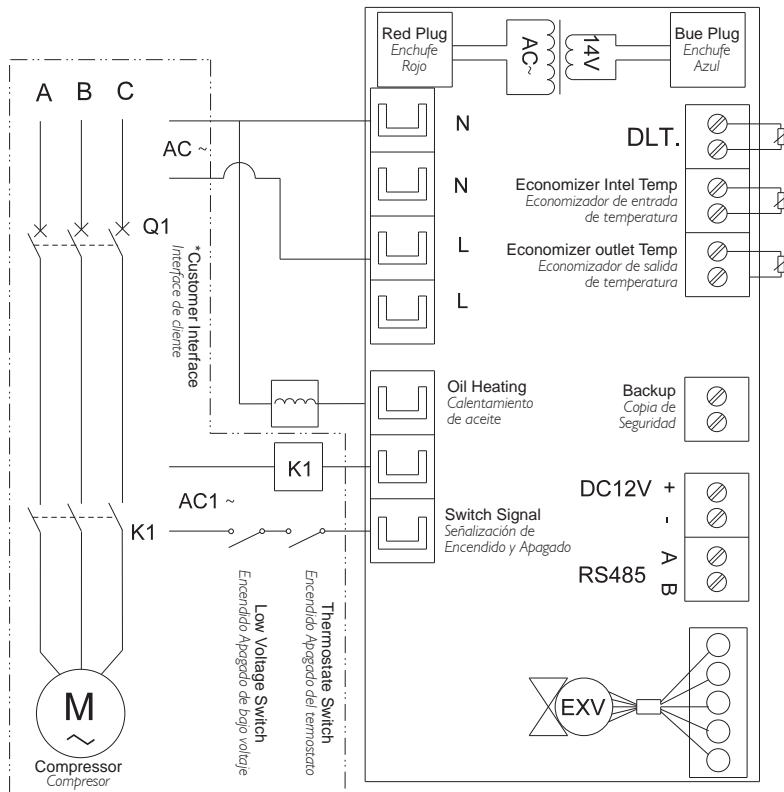 Red Plug
Enchufe
Rojo
AC~
14V
Bue Plug
Enchufe
Azul
A B C
N
DLT.
AC ~
N
Economizer Intel Temp
Economizador de entrada
de temperatura
Q1
L
Economizer outlet Temp
Economizador de salida
de temperatura
*Customer Interface
Interface de cliente
L
Oil Heating
Calentamiento
de aceite
Backup
Copia de
Seguridad
K1
AC1 ~
DC12V + -
K1
Switch Signal
Señalización de
Encendido y Apagado
RS485 A B
Thermostate Switch
Encendido Apagado del termostato
Low Voltage Switch
Encendido Apagado de bajo voltaje
M
~
EXV
Compressor
Compresor